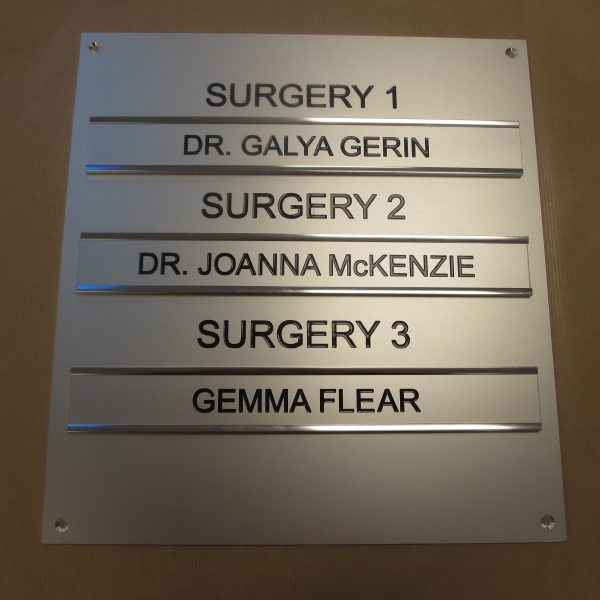 SURGERY 1
DR. GALYA GERIN
SURGERY 2
DR. JOANNA McKENZIE
SURGERY 3
GEMMA FLEAR